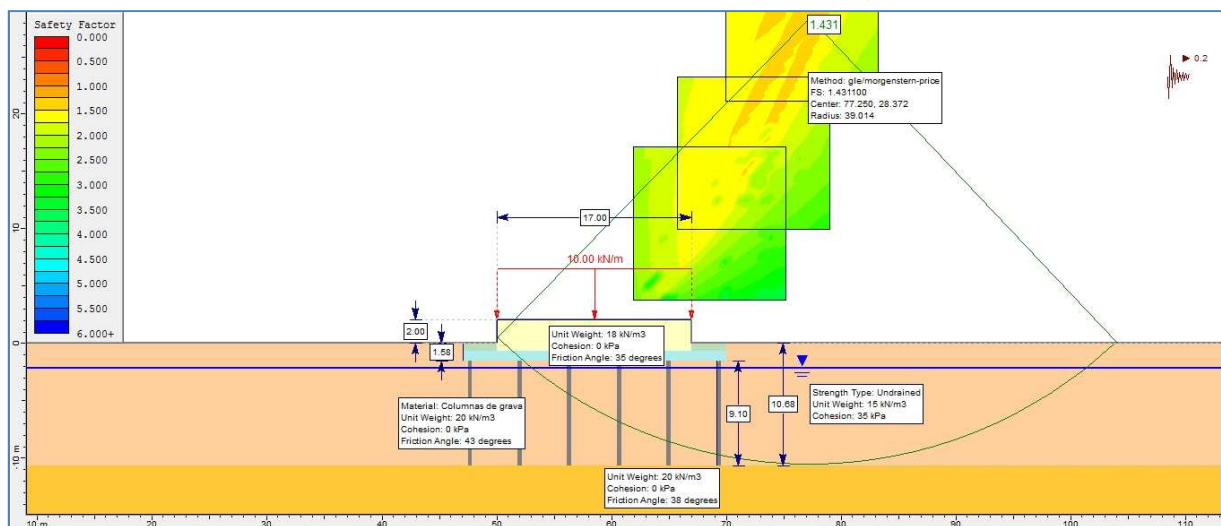 Safety Factor
0.000
0.500
1.000
1.500
2.000
2.500
3.000
3.500
4.000
4.500
5.000
5.500
6.000+
1.431
0.2
Method: gle/morgenstern-price
FS: 1.431100
Center: 77.250, 28.372
Radius: 39.014
17.00
10.00 kN/m
2.00
1.58
Unit Weight: 18 kN/m3
Cohesion: 0 kPa
Friction Angle: 35 degrees
Material: Columnas de grava
Unit Weight: 20 kN/m3
Cohesion: 0 kPa
Friction Angle: 43 degrees
9.10
10.68
Strength Type: Undrained
Unit Weight: 15 kN/m3
Cohesion: 35 kPa
Unit Weight: 20 kN/m3
Cohesion: 0 kPa
Friction Angle: 38 degrees
20
10
0
-10 m
10 m
20
30
40
50
60
70
80
90
100
110